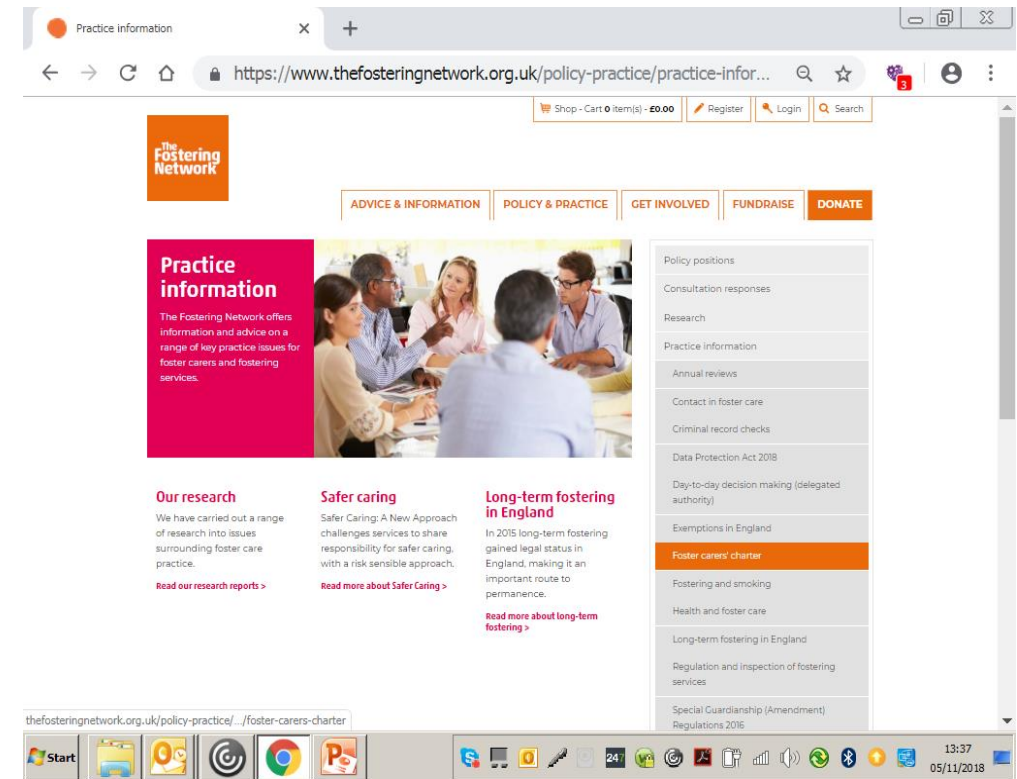 Practice information
https://www.thefosteringnetwork.org.uk/policy-practice/practice-infor...
3
Shop - Cart 0 item(s) - £0.00
Register
Login
Search
The
Fostering
Network
ADVICE & INFORMATION
POLICY & PRACTICE
GET INVOLVED
FUNDRAISE
DONATE
Practice
information
The Fostering Network offers
information and advice on a
range of key practice issues for
foster carers and fostering
services.
Our research
We have carried out a range
of research into issues
surrounding foster care
practice.
Read our research reports >
Safer caring
Safer Caring: A New Approach
challenges services to share
responsibility for safer caring,
with a risk sensible approach.
Read more about Safer Caring >
Long-term fostering
in England
In 2015 long-term fostering
gained legal status in
England, making it an
important route to
permanence.
Read more about long-term
fostering >
Policy positions
Consultation responses
Research
Practice information
Annual reviews
Contact in foster care
Criminal record checks
Data Protection Act 2018
Day-to-day decision making (delegated
authority)
Exemptions in England
Foster carers' charter
Fostering and smoking
Health and foster care
Long-term fostering in England
Regulation and inspection of fostering
services
Special Guardianship (Amendment)
Regulations 2016
thefosteringnetwork.org.uk/policy-practice/.../foster-carers-charter
Start
247
13:37
05/11/2018